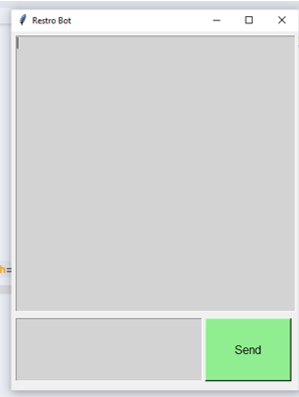 Restro Bot
h=
Send